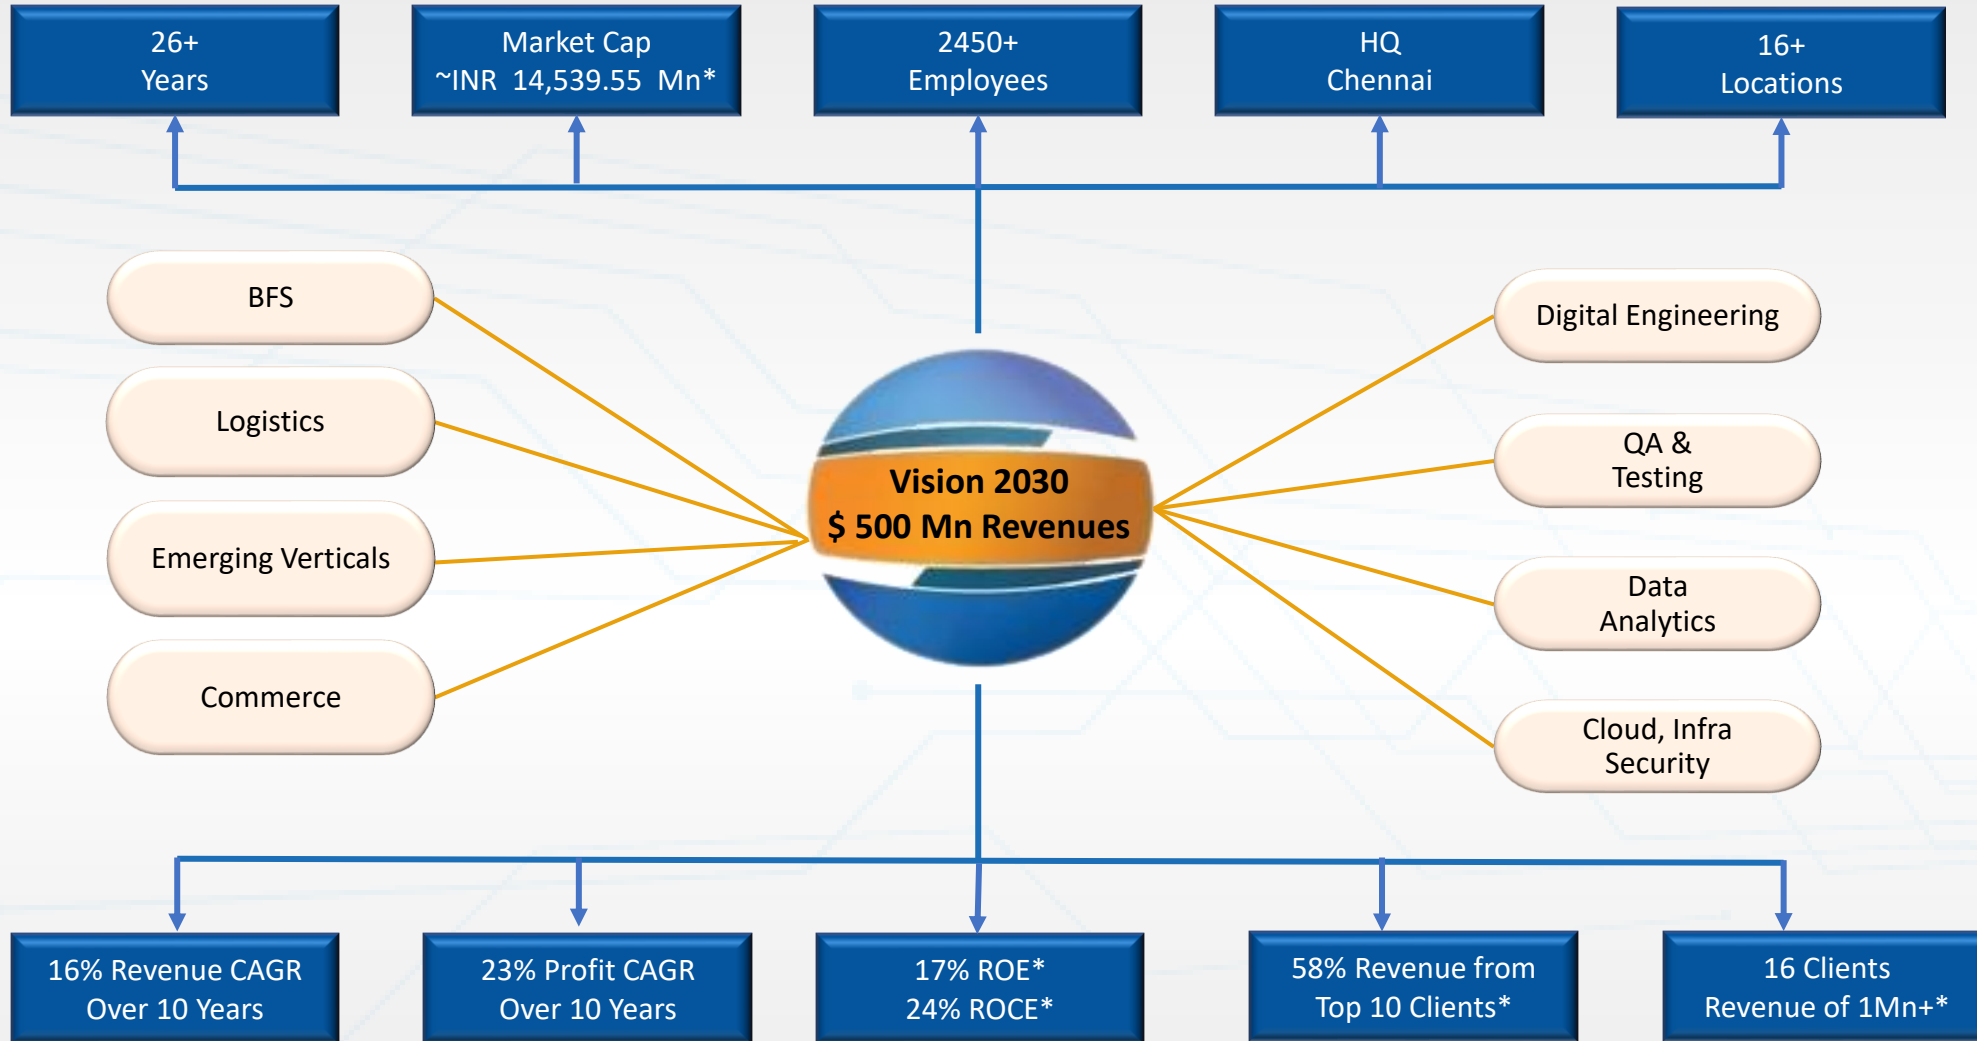 26+
Years
Market Cap
~INR 14,539.55 Mn*
2450+
Employees
HQ
Chennai
16+
Locations
BFS
Logistics
Emerging Verticals
Commerce
Vision 2030
$ 500 Mn Revenues
Digital Engineering
QA &
Testing
Data
Analytics
Cloud, Infra
Security
16% Revenue CAGR
Over 10 Years
23% Profit CAGR
Over 10 Years
17% ROE*
24% ROCE*
58% Revenue from
Top 10 Clients*
16 Clients
Revenue of 1Mn+*